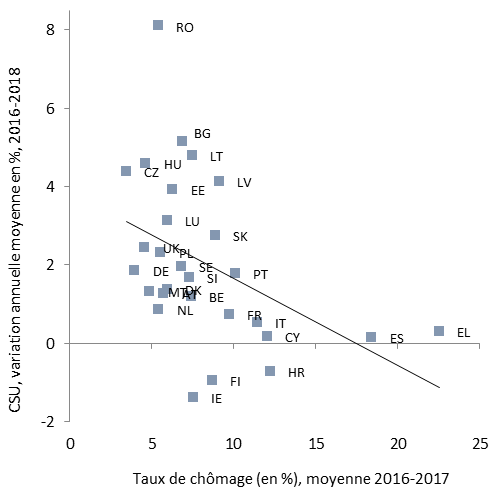 CSU, variation annuelle moyenne en %, 2016-2018
8
6
4
2
0
-2
RO
BG
LT
HU
CZ
LV
EE
LU
SK
UK
PL
SE
DE
PT
SI
DK
MT
AT
BE
NL
FR
IT
CY
ES
EL
HR
FI
IE
0 5 10 15 20 25
Taux de chômage (en %), moyenne 2016-2017